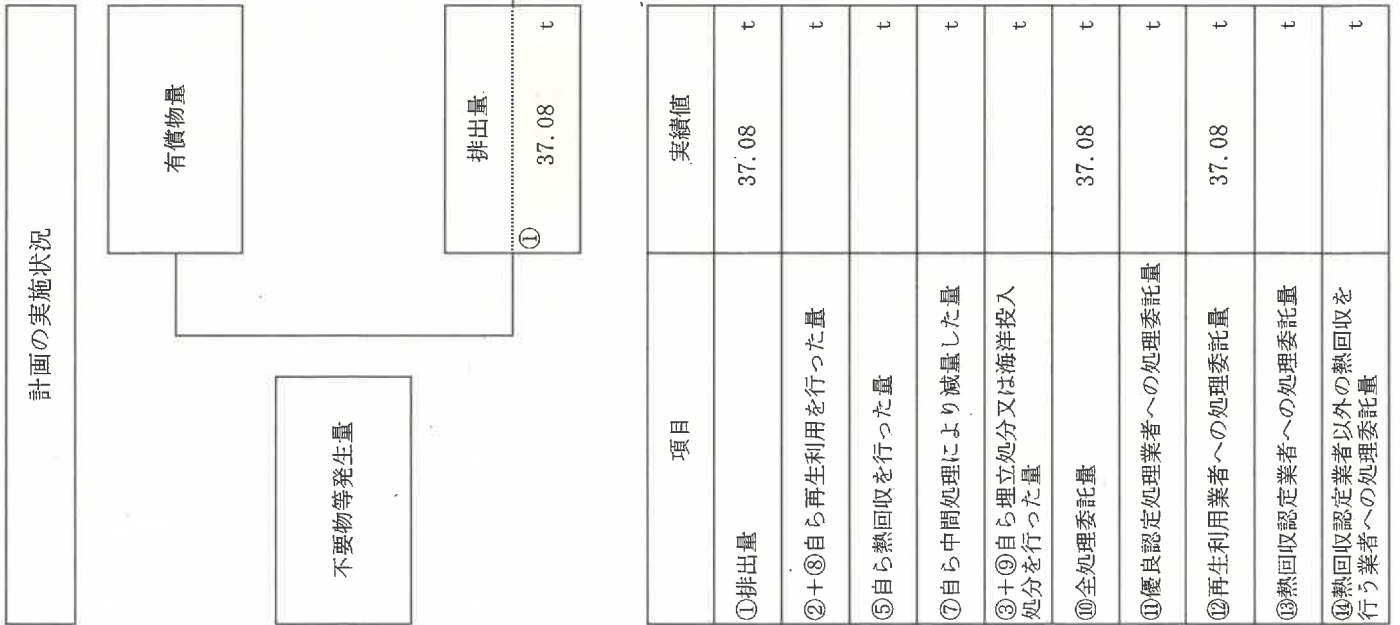 計画の実施状況
有償物量
不要物等発生量
排出量
① 37.08 t
項目 実績値
①排出量 37.08 t
②+⑧自ら再生利用を行った量 t
⑤自ら熱回収を行った量 t
⑦自ら中間処理により減量した量 t
③+⑨自ら埋立処分又は海洋投入
処分を行った量 t
⑩全処理委託量 37.08 t
⑪優良認定処理業者への処理委託量 t
⑫再生利用業者への処理委託量 37.08 t
⑬熱回収認定業者への処理委託量 t
⑭熱回収認定業者以外の熱回収を
行う業者への処理委託量 t